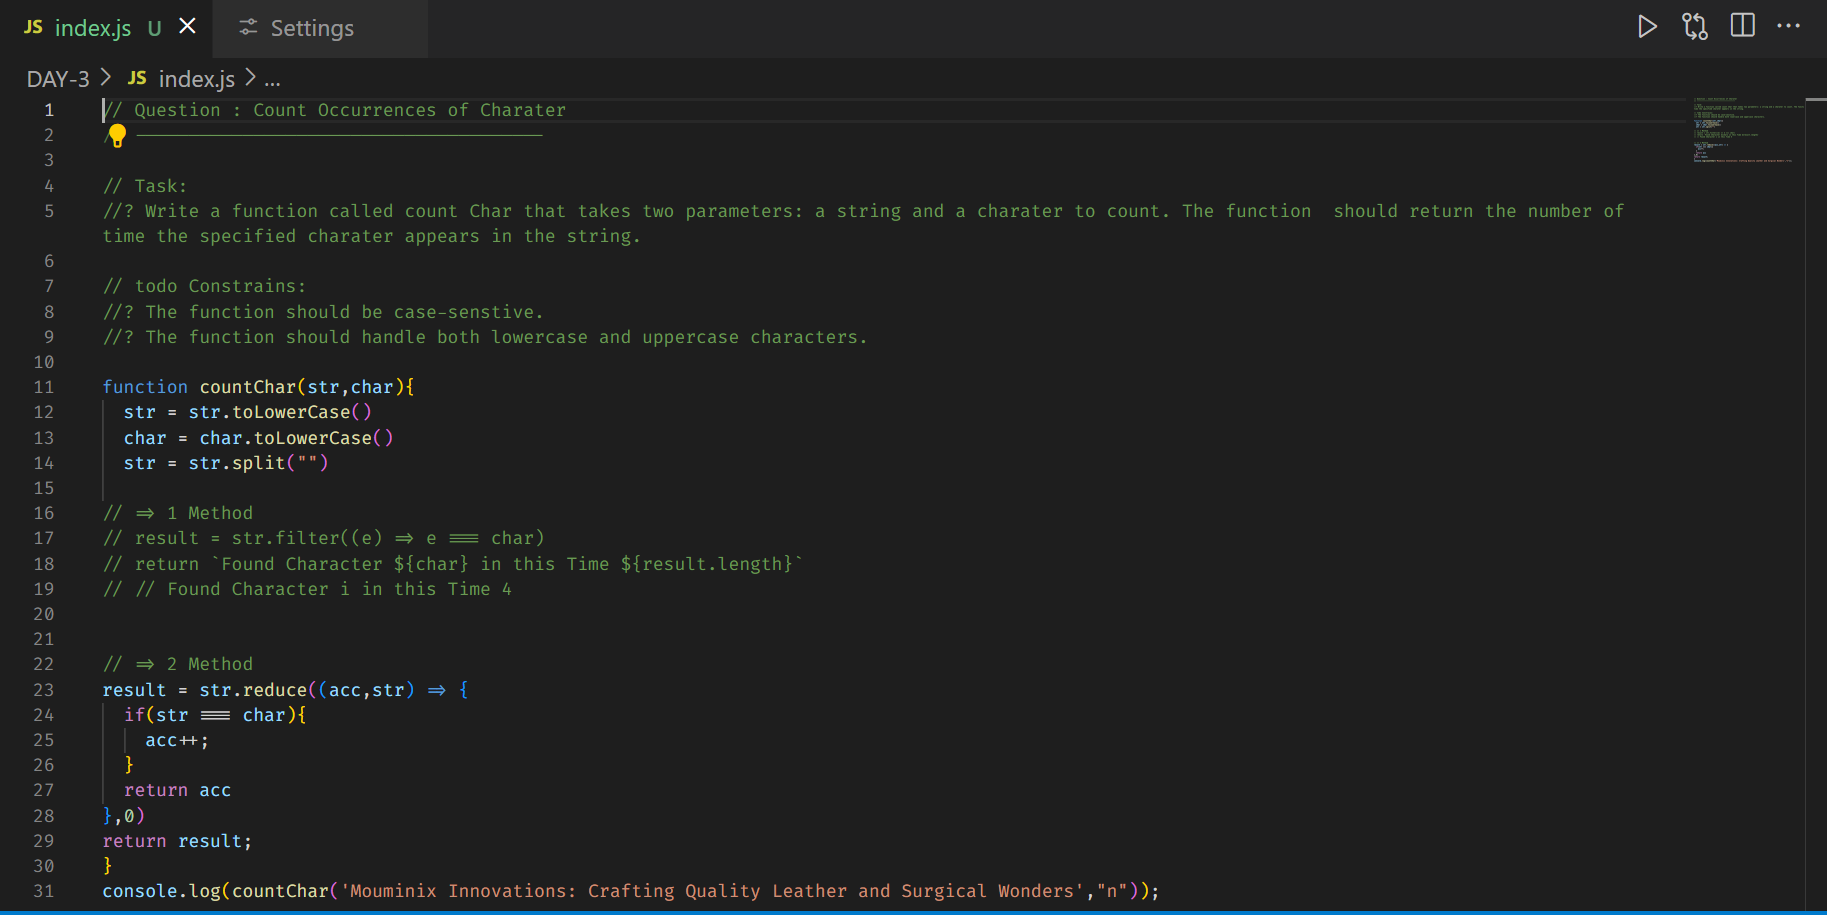 JS index.js U
Settings
DAY-3 > JS index.js > ...
1 // Question : Count Occurrences of Charater
2 / ——————————————————————
3
4 // Task:
5 //? Write a function called count Char that takes two parameters: a string and a charater to count. The function  should return the number of
time the specified charater appears in the string.
6
7 // todo Constrains:
8 //? The function should be case-senstive.
9 //? The function should handle both lowercase and uppercase characters.
10
11 function countChar(str,char){
12   str = str.toLowerCase()
13   char = char.toLowerCase()
14   str = str.split("")
15
16 // => 1 Method
17 // result = str.filter((e) => e === char)
18 // return `Found Character ${char} in this Time ${result.length}`
19 // // Found Character i in this Time 4
20
21
22 // => 2 Method
23 result = str.reduce((acc,str) => {
24   if(str === char){
25     acc++;
26   }
27   return acc
28 },0)
29 return result;
30 }
31 console.log(countChar('Mouminix Innovations: Crafting Quality Leather and Surgical Wonders',"n"));